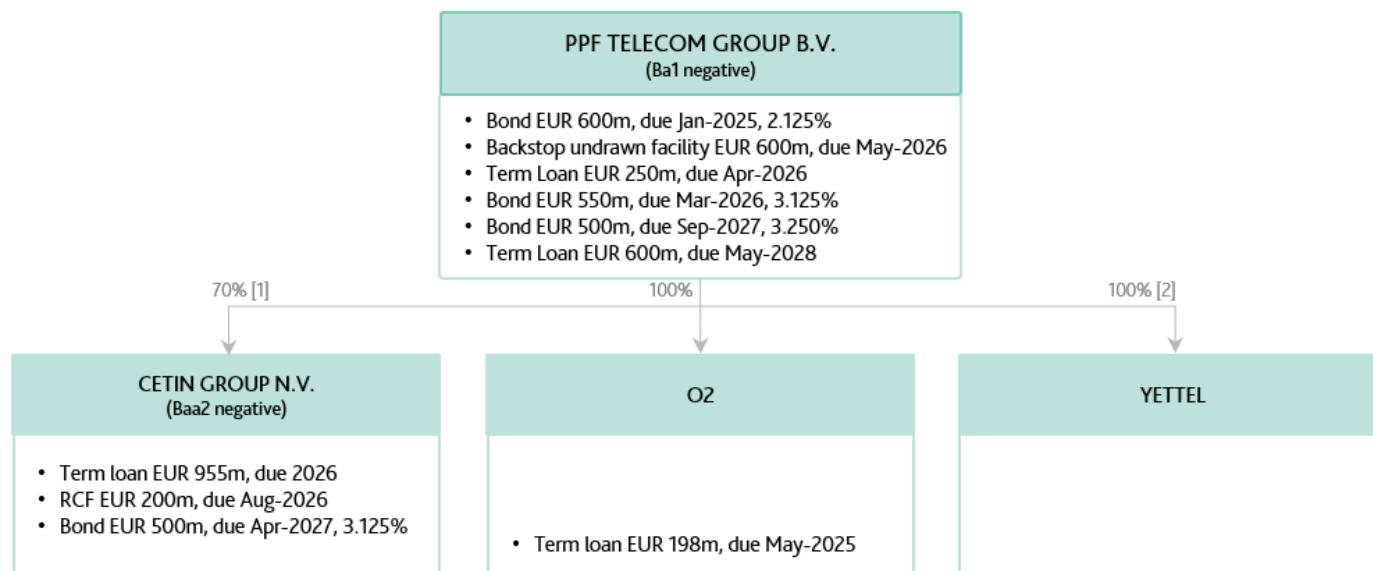 PPF TELECOM GROUP B.V.
(Ba1 negative)
• Bond EUR 600m, due Jan-2025, 2.125%
• Backstop undrawn facility EUR 600m, due May-2026
• Term Loan EUR 250m, due Apr-2026
• Bond EUR 550m, due Mar-2026, 3.125%
• Bond EUR 500m, due Sep-2027, 3.250%
• Term Loan EUR 600m, due May-2028
70% [1]
100%
100% [2]
CETIN GROUP N.V.
(Baa2 negative)
• Term loan EUR 955m, due 2026
• RCF EUR 200m, due Aug-2026
• Bond EUR 500m, due Apr-2027, 3.125%
O2
• Term loan EUR 198m, due May-2025
YETTEL